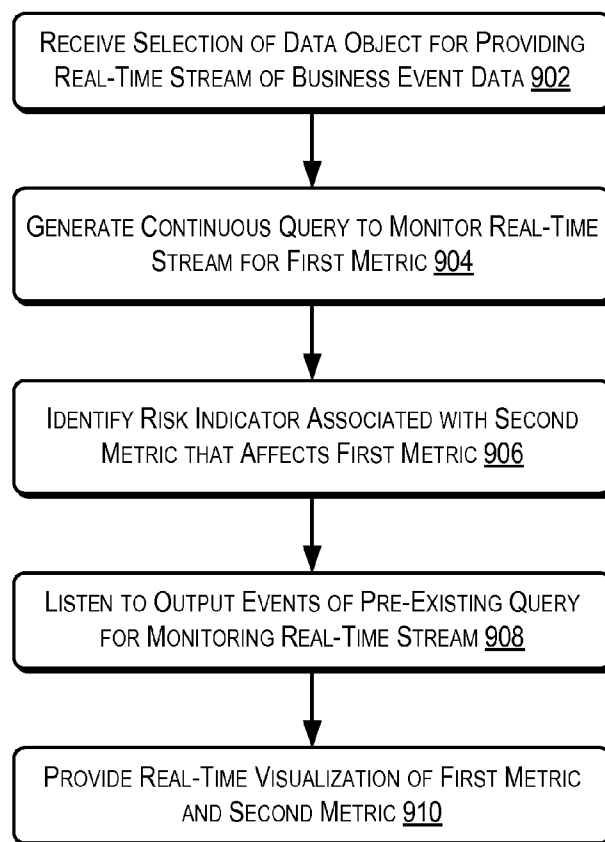 RECEIVE SELECTION OF DATA OBJECT FOR PROVIDING
REAL-TIME STREAM OF BUSINESS EVENT DATA 902
GENERATE CONTINUOUS QUERY TO MONITOR REAL-TIME
STREAM FOR FIRST METRIC 904
IDENTIFY RISK INDICATOR ASSOCIATED WITH SECOND
METRIC THAT AFFECTS FIRST METRIC 906
LISTEN TO OUTPUT EVENTS OF PRE-EXISTING QUERY
FOR MONITORING REAL-TIME STREAM 908
PROVIDE REAL-TIME VISUALIZATION OF FIRST METRIC
AND SECOND METRIC 910